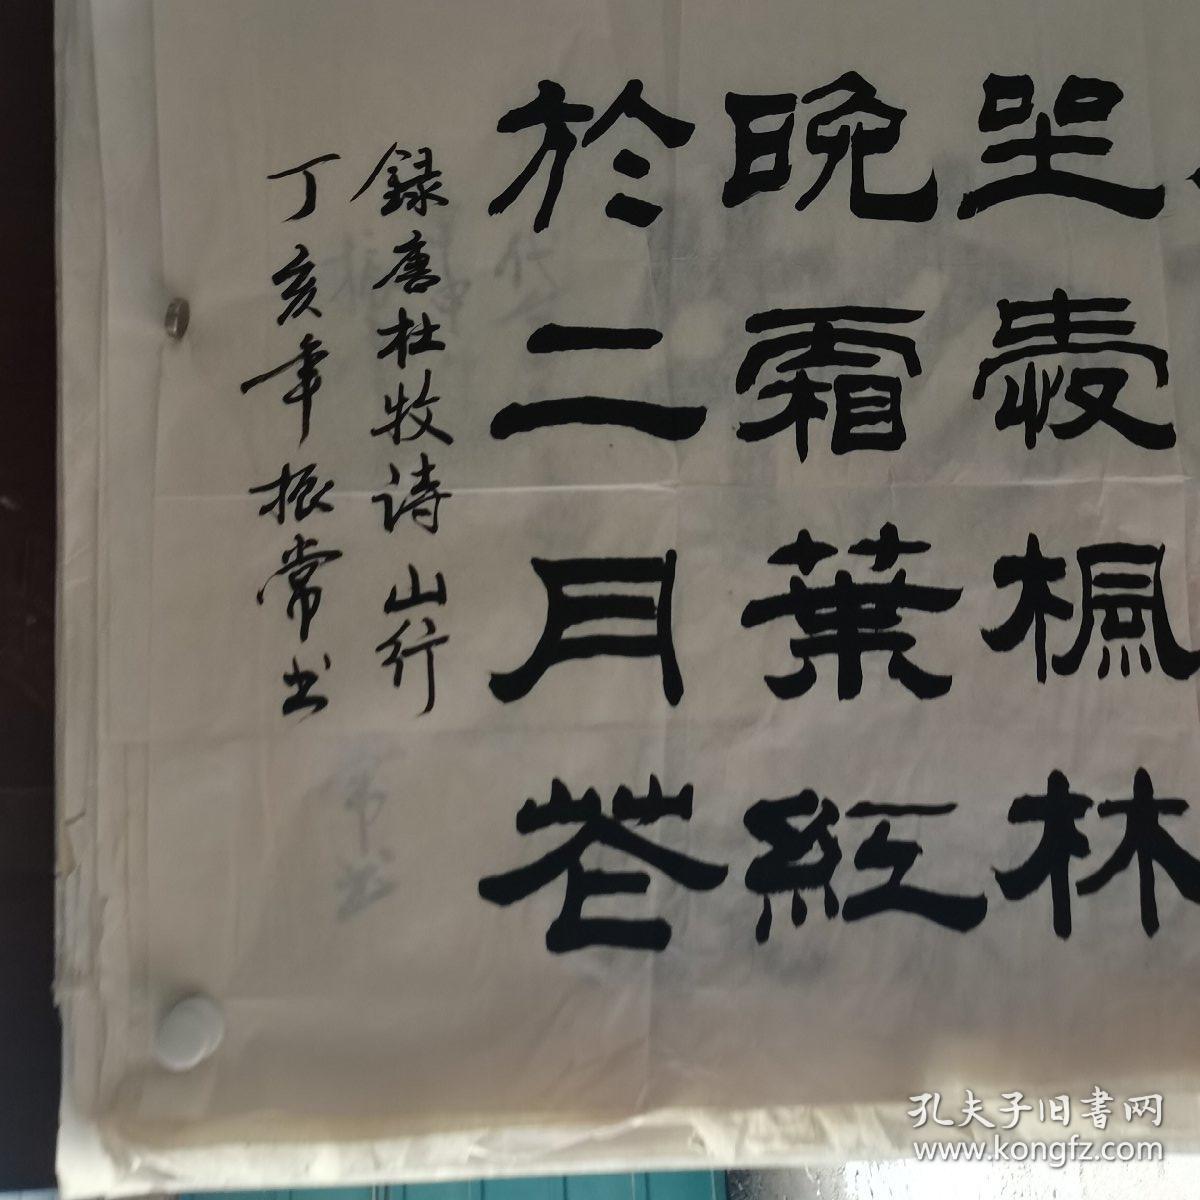 坐愛楓林
晚霜葉紅
於二月花
錄唐杜牧诗山行
丁亥年振常书
孔夫子旧書网
www.kongfz.com